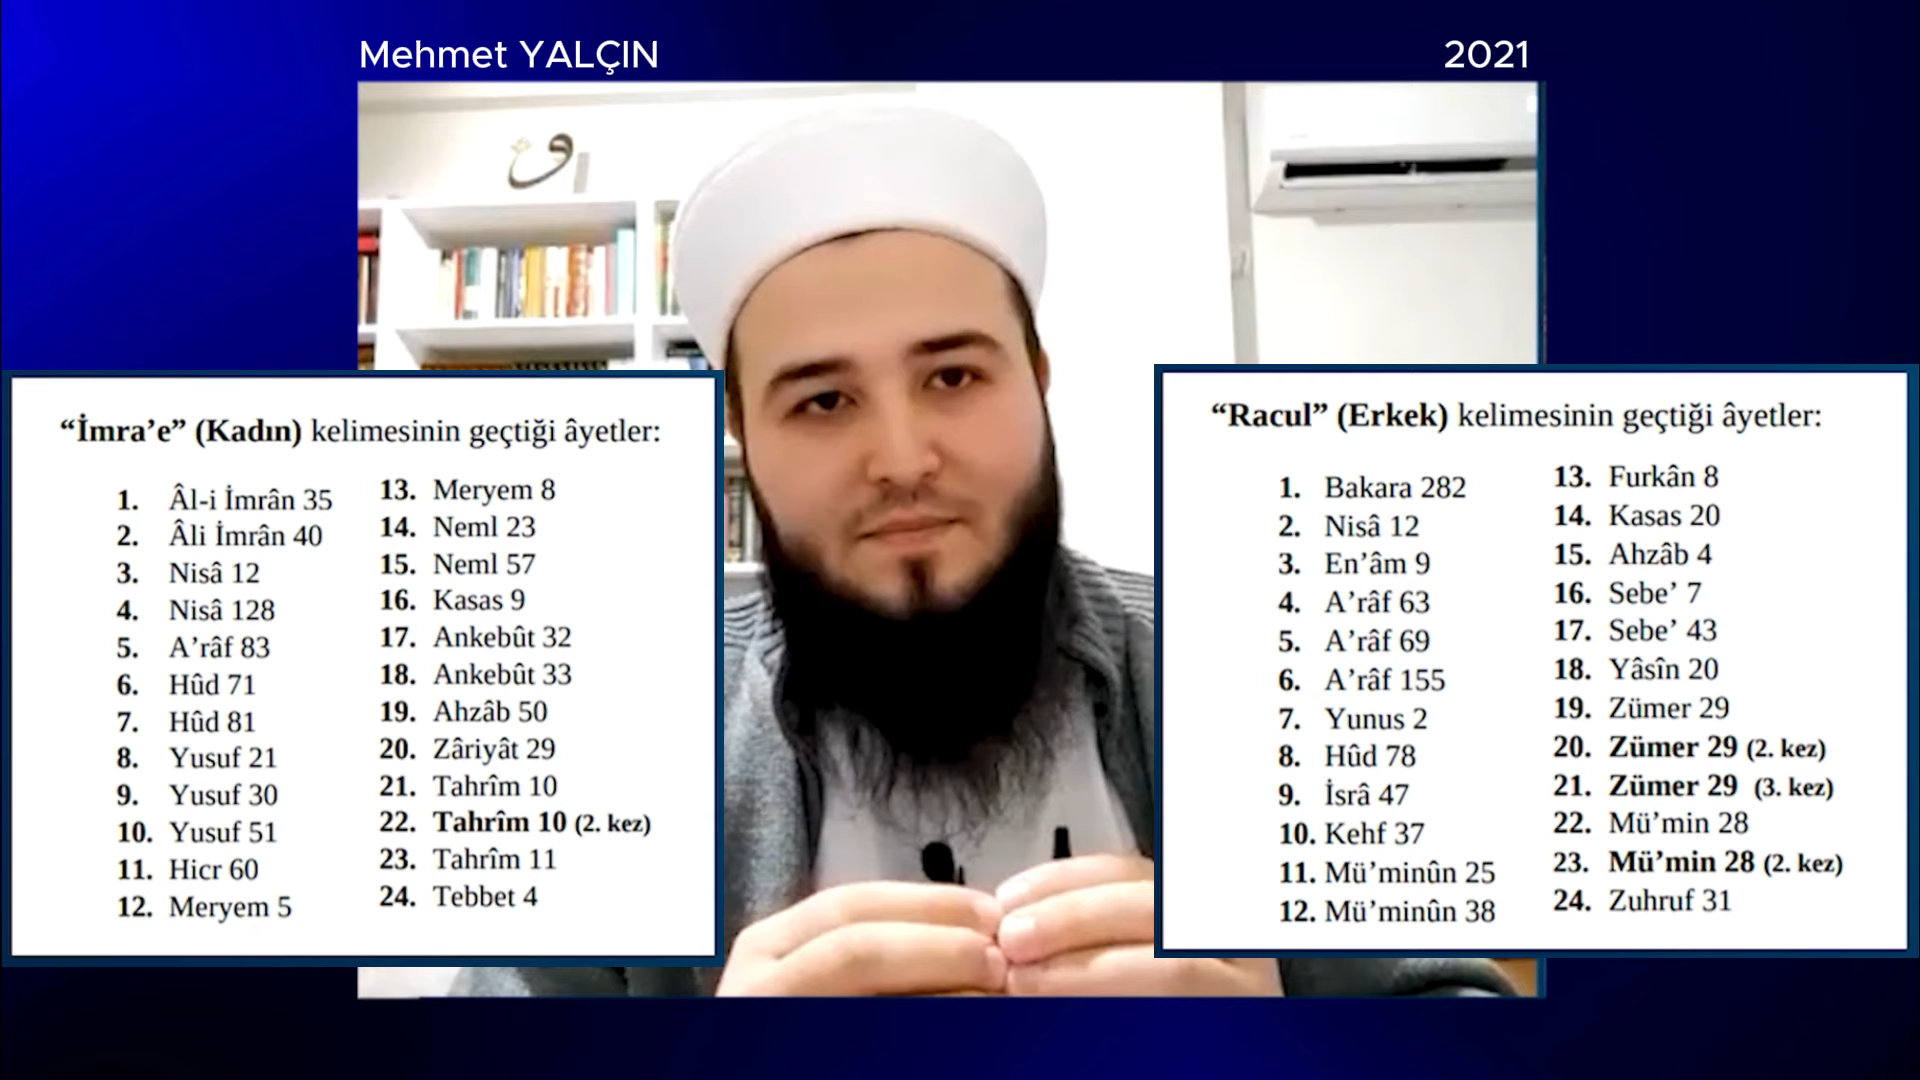 Mehmet YALÇIN
2021
“İmra’e” (Kadın) kelimesinin geçtiği âyetler:
1. Âl-i İmrân 35
2. Âli İmrân 40
3. Nisâ 12
4. Nisâ 128
5. A’râf 83
6. Hûd 71
7. Hûd 81
8. Yusuf 21
9. Yusuf 30
10. Yusuf 51
11. Hicr 60
12. Meryem 5
13. Meryem 8
14. Neml 23
15. Neml 57
16. Kasas 9
17. Ankebût 32
18. Ankebût 33
19. Ahzâb 50
20. Zâriyât 29
21. Tahrîm 10
22. Tahrîm 10 (2. kez)
23. Tahrîm 11
24. Tebbet 4
“Racul” (Erkek) kelimesinin geçtiği âyetler:
1. Bakara 282
2. Nisâ 12
3. En’âm 9
4. A’râf 63
5. A’râf 69
6. A’râf 155
7. Yunus 2
8. Hûd 78
9. İsrâ 47
10. Kehf 37
11. Mü’minûn 25
12. Mü’minûn 38
13. Furkân 8
14. Kasas 20
15. Ahzâb 4
16. Sebe’ 7
17. Sebe’ 43
18. Yâsîn 20
19. Zümer 29
20. Zümer 29 (2. kez)
21. Zümer 29 (3. kez)
22. Mü’min 28
23. Mü’min 28 (2. kez)
24. Zuhruf 31
و